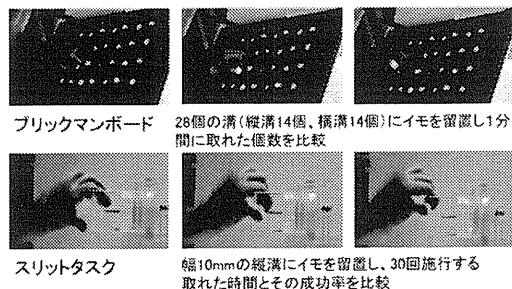 ブリックマンボード
28個の溝(縦溝14個、横溝14個)にイモを留置し1分
間に取れた個数を比較
スリットタスク
幅10mmの縦溝にイモを留置し、30回施行する
取れた時間とその成功率を比較